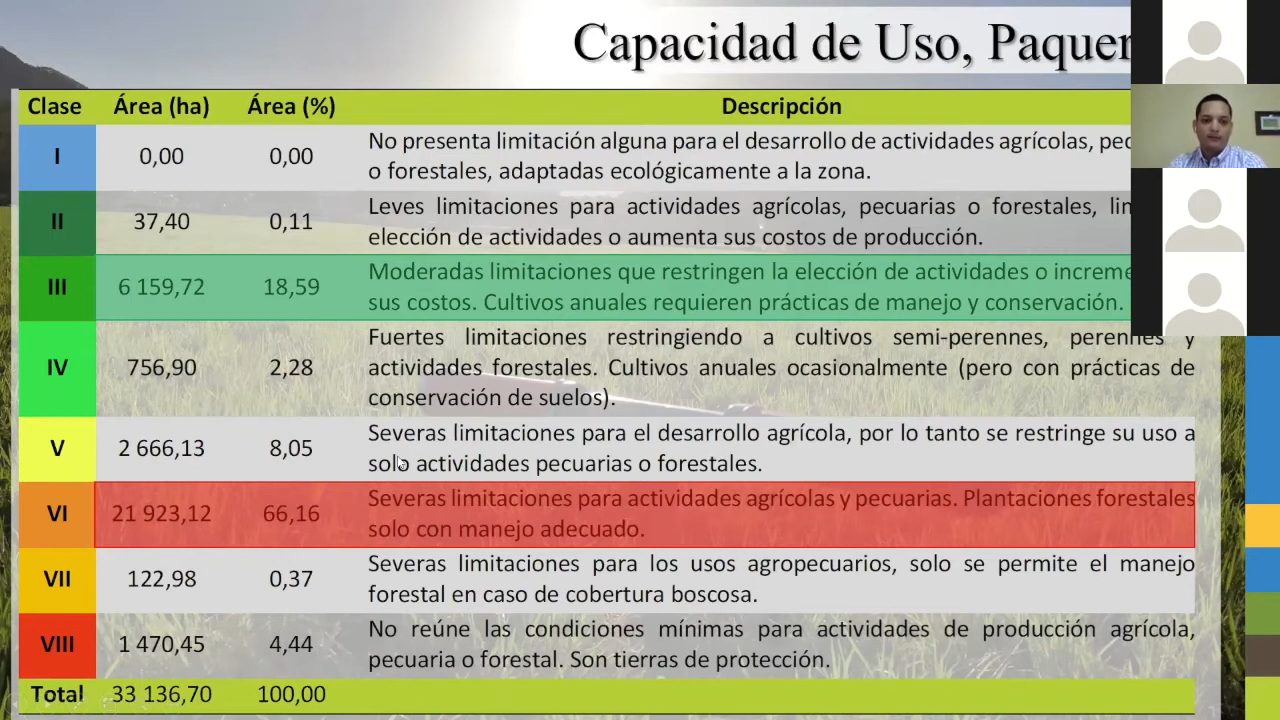 Capacidad de Uso,
Clase Área (ha) Área (%) Descripción
I 0,00 0,00 No presenta limitación alguna para el desarrollo de actividades agrícolas,
o forestales, adaptadas ecológicamente a la zona.
II 37,40 0,11 Leves limitaciones para actividades agrícolas, pecuarias o forestales,
elección de actividades o aumenta sus costos de producción.
III 6 159,72 18,59 Moderadas limitaciones que restringen la elección de actividades o
sus costos. Cultivos anuales requieren prácticas de manejo y conservación.
IV 756,90 2,28 Fuertes limitaciones restringiendo a cultivos semi-perennes, perennes y
actividades forestales. Cultivos anuales ocasionalmente (pero con prácticas de
conservación de suelos).
V 2 666,13 8,05 Severas limitaciones para el desarrollo agrícola, por lo tanto se restringe su uso a
solo actividades pecuarias o forestales.
VI 21 923,12 66,16 Severas limitaciones para actividades agrícolas y pecuarias. Plantaciones forestales
solo con manejo adecuado.
VII 122,98 0,37 Severas limitaciones para los usos agropecuarios, solo se permite el manejo
forestal en caso de cobertura boscosa.
VIII 1 470,45 4,44 No reúne las condiciones mínimas para actividades de producción agrícola,
pecuaria o forestal. Son tierras de protección.
Total 33 136,70 100,00